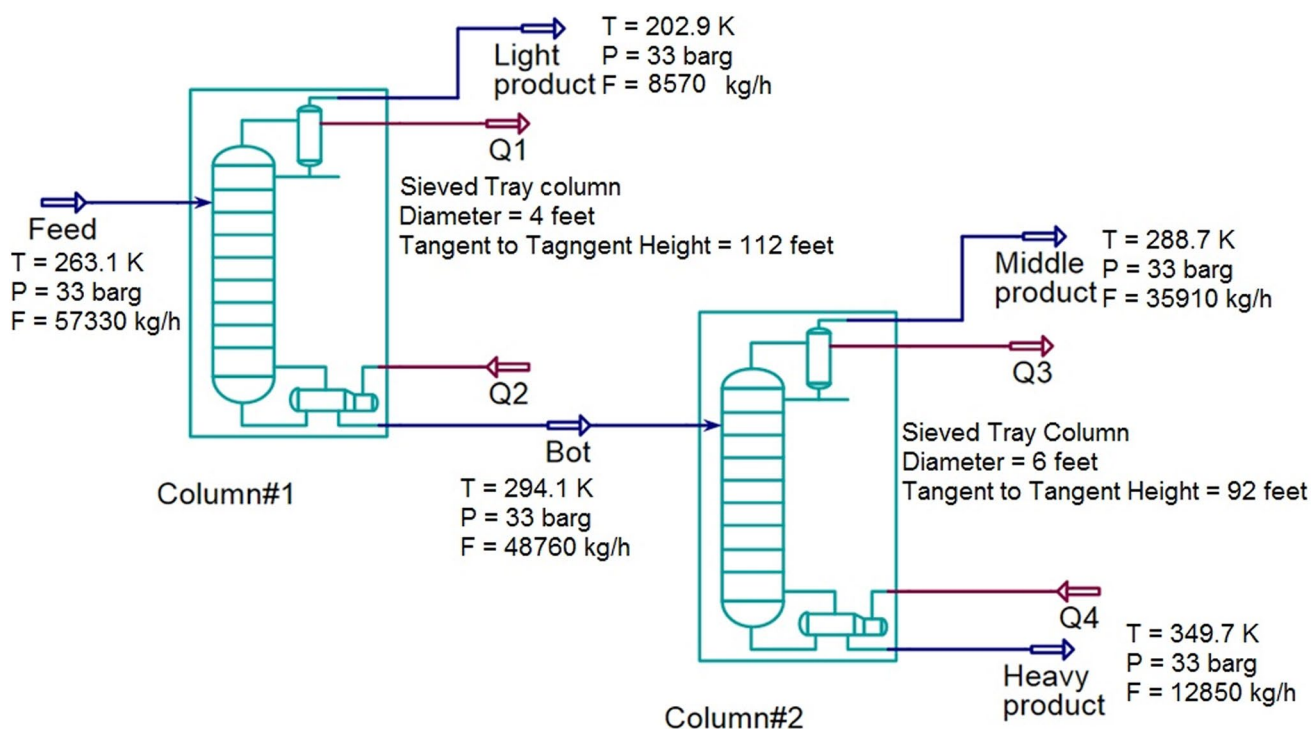 T = 202.9 K
P = 33 barg
F = 8570 kg/h
Light
product
Q1
Sieved Tray column
Diameter = 4 feet
Tangent to Tagngent Height = 112 feet
Feed
T = 263.1 K
P = 33 barg
F = 57330 kg/h
Q2
Column#1
Bot
T = 294.1 K
P = 33 barg
F = 48760 kg/h
Middle
product
T = 288.7 K
P = 33 barg
F = 35910 kg/h
Q3
Sieved Tray Column
Diameter = 6 feet
Tangent to Tangent Height = 92 feet
Q4
T = 349.7 K
P = 33 barg
F = 12850 kg/h
Heavy
product
Column#2